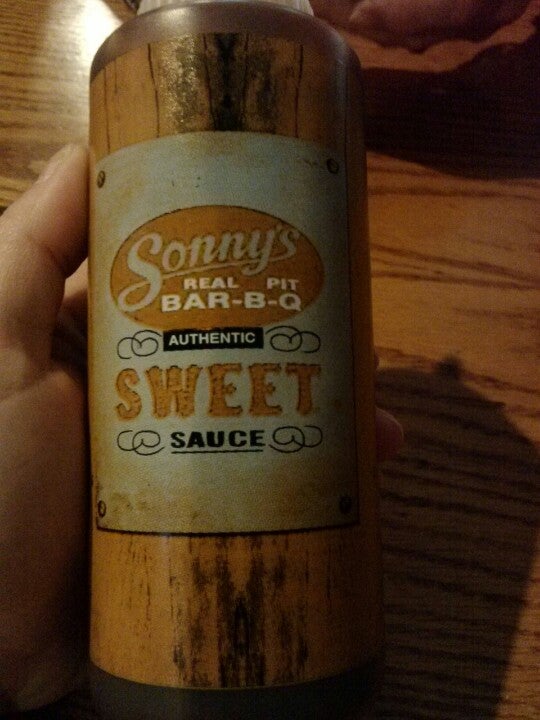 Sonny's
REAL PIT
BAR-B-Q
AUTHENTIC
SWEET
SAUCE